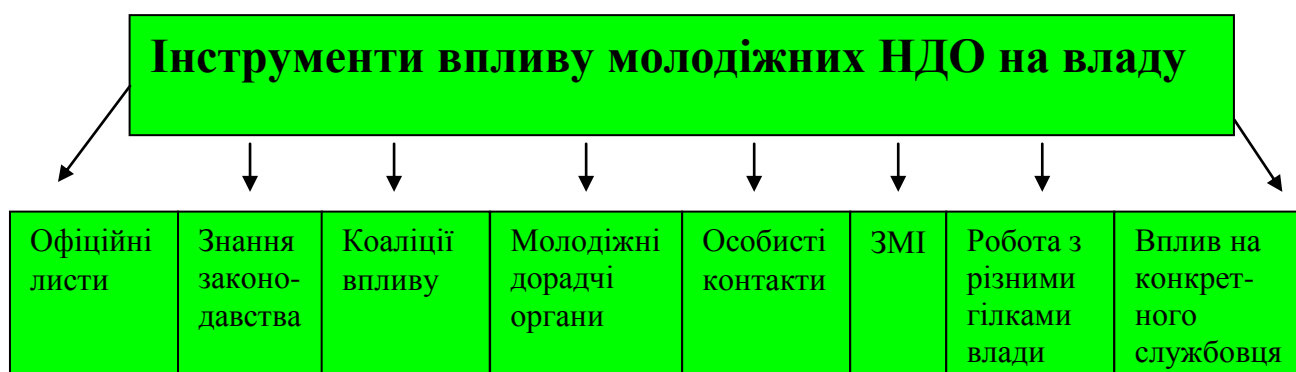 Інструменти впливу молодіжних НДО на владу
Офіційні
листи
Знання
законо-
давства
Коаліції
впливу
Молодіжні
дорадчі
органи
Особисті
контакти
ЗМІ
Робота з
різними
гілками
влади
Вплив на
конкрет-
ного
службовця